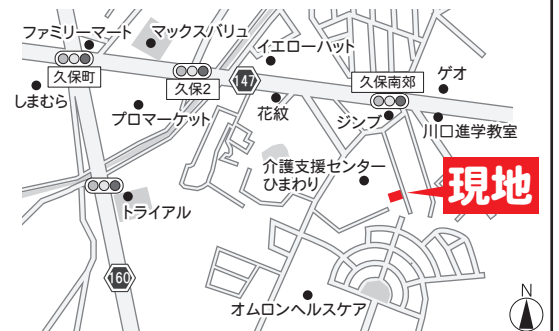 ファミリーマート
マックスバリュ
イエローハット
久保町
久保2
147
久保南郊
ゲオ
しまむら
プロマーケット
花紋
ジンブ
川口進学教室
介護支援センター
ひまわり
現地
トライアル
160
オムロンヘルスケア
N